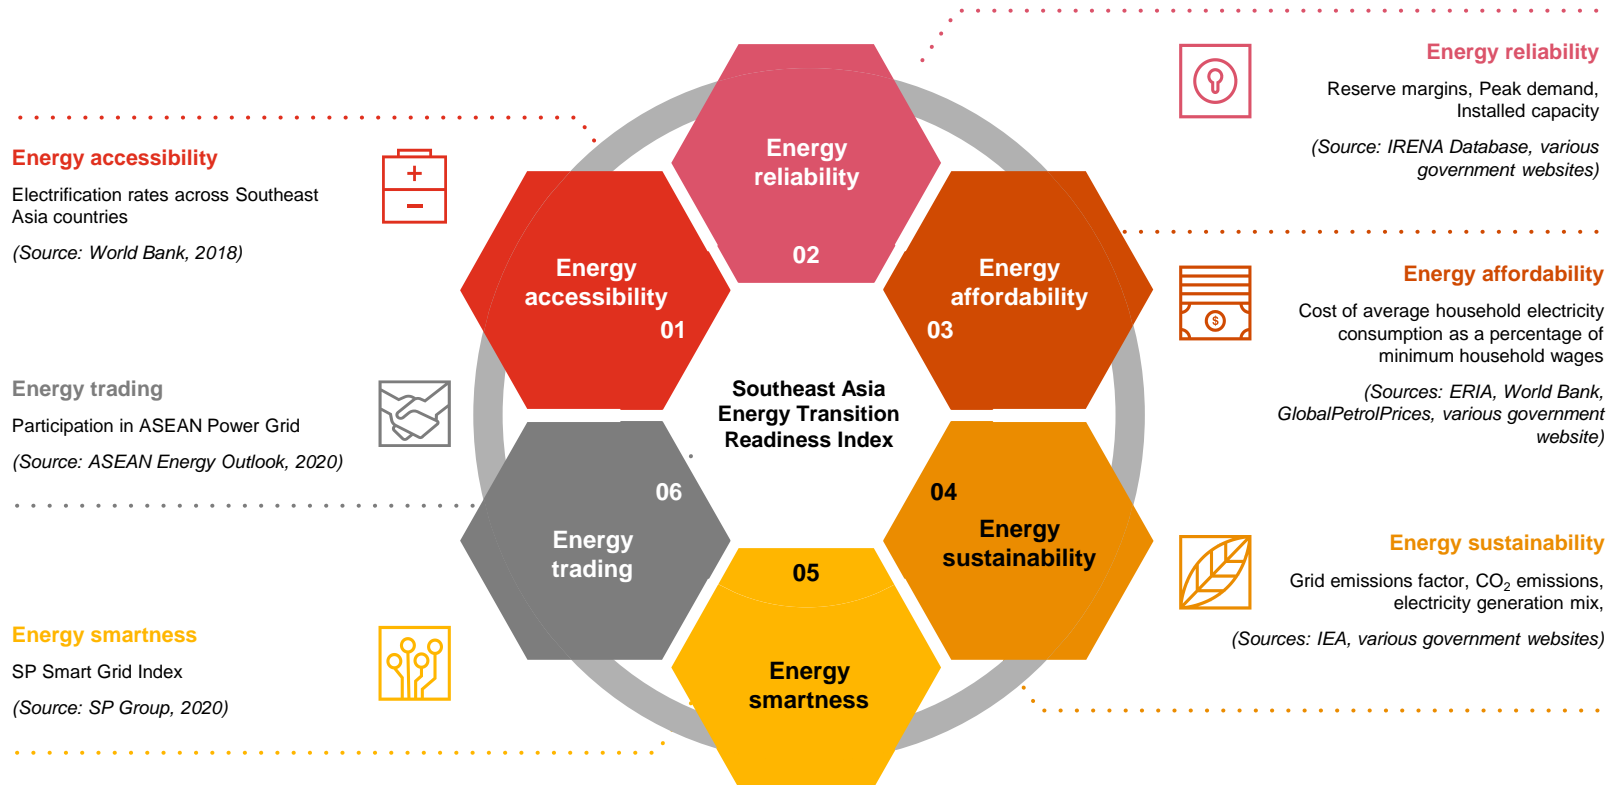 Energy accessibility
Electrification rates across Southeast
Asia countries
(Source: World Bank, 2018)
Energy trading
Participation in ASEAN Power Grid
(Source: ASEAN Energy Outlook, 2020)
Energy smartness
SP Smart Grid Index
(Source: SP Group, 2020)
Energy
accessibility
01
Energy
reliability
02
Energy
affordability
03
Southeast Asia
Energy Transition
Readiness Index
04
Energy
sustainability
05
Energy
smartness
06
Energy
trading
Energy reliability
Reserve margins, Peak demand,
Installed capacity
(Source: IRENA Database, various
government websites)
Energy affordability
$
Cost of average household electricity
consumption as a percentage of
minimum household wages
(Sources: ERIA, World Bank,
GlobalPetrolPrices, various government
website)
Energy sustainability
Grid emissions factor, CO₂ emissions,
electricity generation mix,
(Sources: IEA, various government websites)